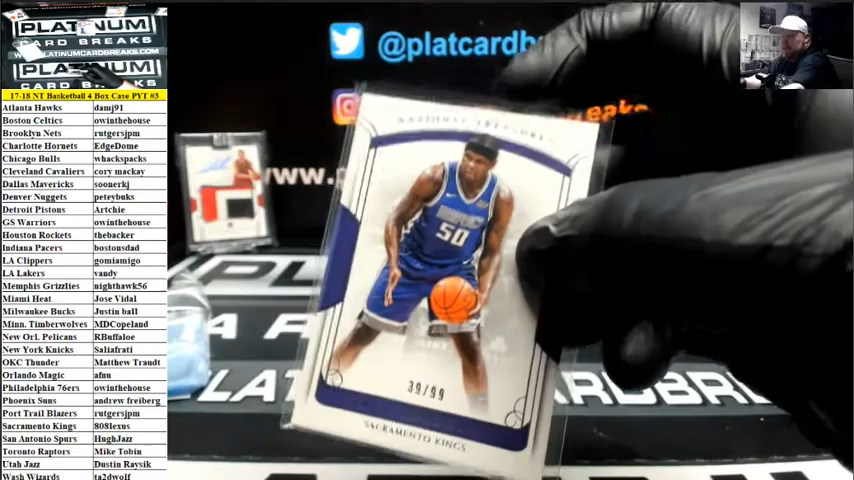 PLATINUM
CARD BREAKS
WWW.PLATINUMCARDBREAKS.COM
PLATINUM
CARD BREAKS
17-18 NT Basketball 4 Box Case PYT #3
Atlanta Hawks damj91
Boston Celtics owinthehouse
Brooklyn Nets rutgersjpm
Charlotte Hornets EdgeDome
Chicago Bulls whackspacks
Cleveland Cavaliers cory mackay
Dallas Mavericks soonerkj
Denver Nuggets peteybuks
Detroit Pistons Artchie
GS Warriors owinthehouse
Houston Rockets thebacker
Indiana Pacers bostonsdad
LA Clippers gomiamigo
LA Lakers vandy
Memphis Grizzlies nighthawk56
Miami Heat Jose Vidal
Milwaukee Bucks Justin ball
Minn. Timberwolves MDCopeland
New Orl. Pelicans RBuffaloe
New York Knicks Saliafrati
OKC Thunder Matthew Traudt
Orlando Magic afnu
Philadelphia 76ers owinthehouse
Phoenix Suns andrew freiberg
Port Trail Blazers rutgersjpm
Sacramento Kings 808lexus
San Antonio Spurs HughJaz
Toronto Raptors Mike Tobin
Utah Jazz Dustin Raysik
Wash Wizards ta2dwolf
@platcardb
eaks
www.p
NATIONAL TREASURES
50
39/99
SACRAMENTO KINGS
PLAT
ARDBRE